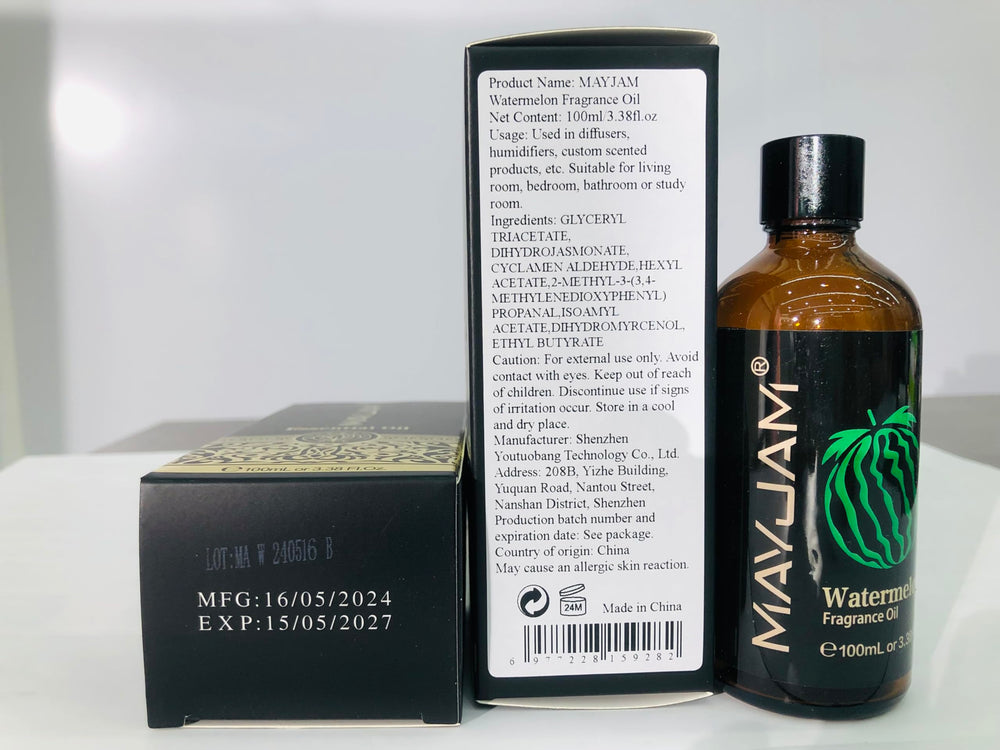 MAYJAM
Essential Oil
℮100mL or 3.38 Fl.Oz.
LOT:MA W 240516 B
MFG:16/05/2024
EXP:15/05/2027
Product Name: MAYJAM
Watermelon Fragrance Oil
Net Content: 100ml/3.38fl.oz
Usage: Used in diffusers,
humidifiers, custom scented
products, etc. Suitable for living
room, bedroom, bathroom or study
room.
Ingredients: GLYCERYL
TRIACETATE,
DIHYDROJASMONATE,
CYCLAMEN ALDEHYDE,HEXYL
ACETATE,2-METHYL-3-(3,4-
METHYLENEDIOXYPHENYL)
PROPANAL,ISOAMYL
ACETATE,DIHYDROMYRCENOL,
ETHYL BUTYRATE
Caution: For external use only. Avoid
contact with eyes. Keep out of reach
of children. Discontinue use if signs
of irritation occur. Store in a cool
and dry place.
Manufacturer: Shenzhen
Youtuobang Technology Co., Ltd.
Address: 208B, Yizhe Building,
Yuquan Road, Nantou Street,
Nanshan District, Shenzhen
Production batch number and
expiration date: See package.
Country of origin: China
May cause an allergic skin reaction.
24M
Made in China
6 977228 159282
MAYJAM®
Fragrance Oil
℮100mL or